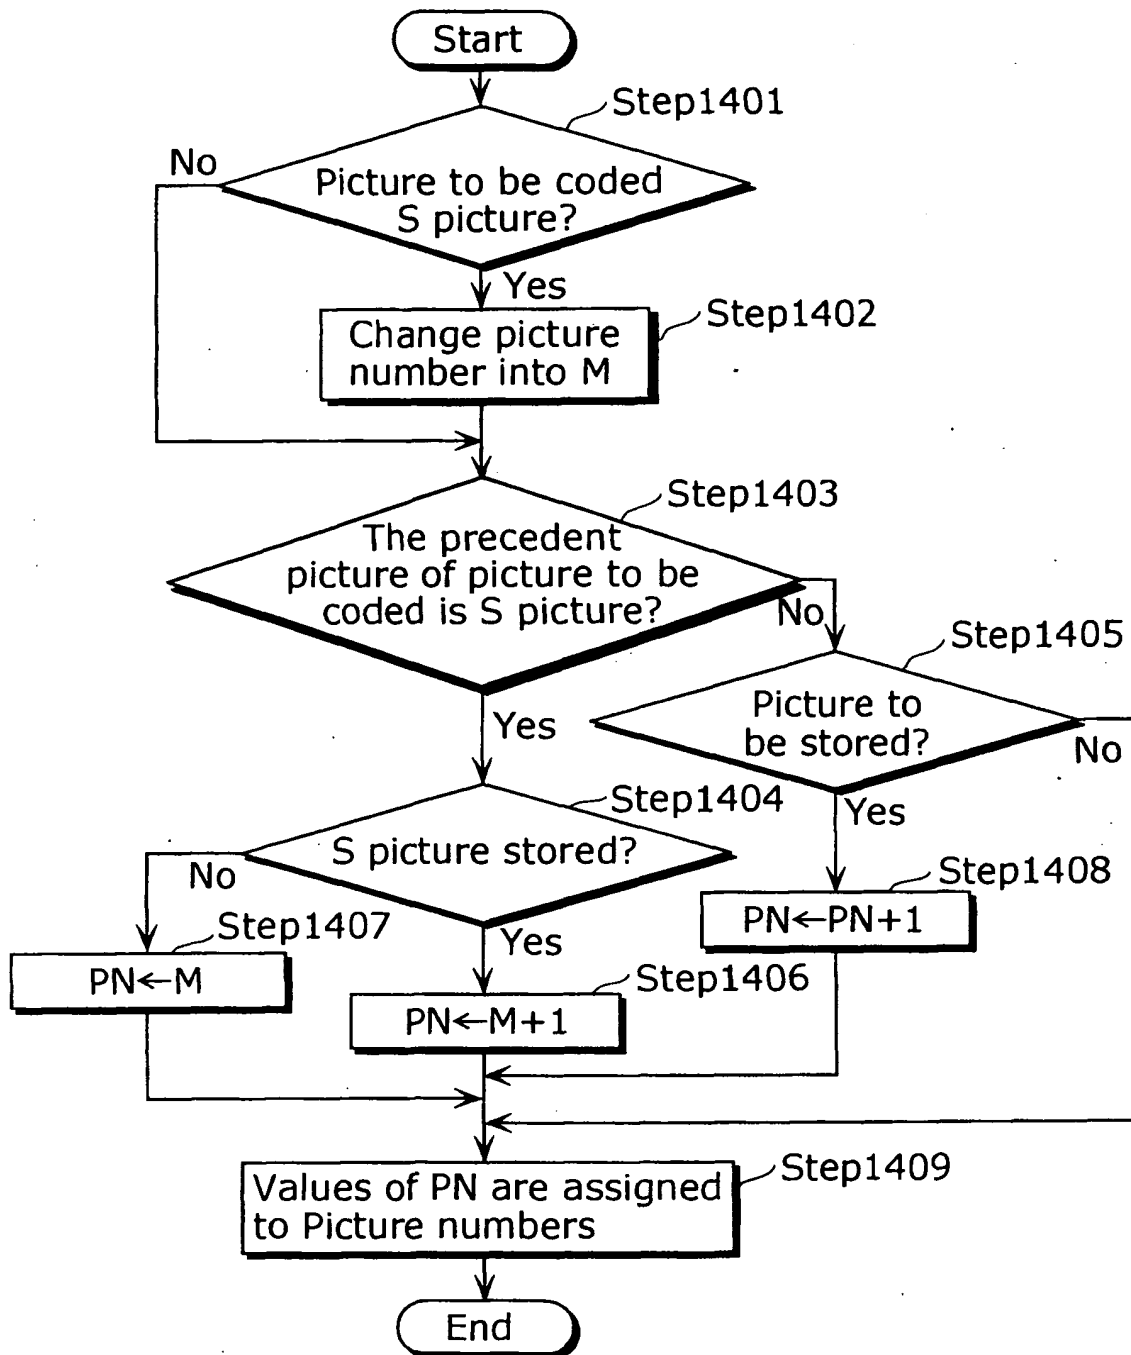 Start
Step1401
No
Picture to be coded
S picture?
Yes
Step1402
Change picture
number into M
Step1403
The precedent
picture of picture to be
coded is S picture?
No
Step1405
Yes
Picture to
be stored?
No
Step1404
Yes
S picture stored?
No
Step1408
PN←PN+1
Step1407
Yes
PN←M
Step1406
PN←M+1
Step1409
Values of PN are assigned
to Picture numbers
End